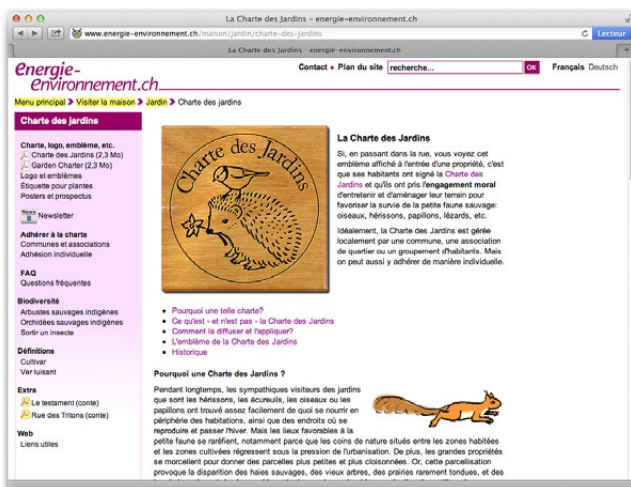 La Charte des Jardins – energie-environnement.ch
www.energie-environnement.ch/maison/jardin/charte-des-jardins
Lecteur
La Charte des Jardins - energie-environnement.ch
énergie-
environnement.ch
Contact • Plan du site
recherche...
OK
Français Deutsch
Menu principal > Visiter la maison > Jardin > Charte des jardins
Charte des jardins
Charte, logo, emblème, etc.
Charte des Jardins (2,3 Mo)
Garden Charter (2,3 Mo)
Logo et emblèmes
Étiquette pour plantes
Posters et prospectus
News
Newsletter
Adhérer à la charte
Communes et associations
Adhésion individuelle
FAQ
Questions fréquentes
Biodiversité
Arbustes sauvages indigènes
Orchidées sauvages indigènes
Sortir un insecte
Définitions
Cultivar
Ver luisant
Extra
Le testament (conte)
Rue des Tritons (conte)
Web
Liens utiles
Charte des Jardins
La Charte des Jardins
Si, en passant dans la rue, vous voyez cet
emblème affiché à l'entrée d'une propriété, c'est
que ses habitants ont signé la Charte des
Jardins et qu'ils ont pris l'engagement moral
d'entretenir et d'aménager leur terrain pour
favoriser la survie de la petite faune sauvage:
oiseaux, hérissons, papillons, lézards, etc.
Idéalement, la Charte des Jardins est gérée
localement par une commune, une association
de quartier ou un groupement d'habitants. Mais
on peut aussi y adhérer de manière individuelle.
• Pourquoi une telle charte?
• Ce qu'est - et n'est pas - la Charte des Jardins
• Comment la diffuser et l'appliquer?
• L'emblème de la Charte des Jardins
• Historique
Pourquoi une Charte des Jardins ?
Pendant longtemps, les sympathiques visiteurs des jardins
que sont les hérissons, les écureuils, les oiseaux ou les
papillons ont trouvé assez facilement de quoi se nourrir en
périphérie des habitations, ainsi que des endroits où se
reproduire et passer l'hiver. Mais les lieux favorables à la
petite faune se raréfient, notamment parce que les coins de nature situés entre les zones habitées
et les zones cultivées régressent sous la pression de l'urbanisation. De plus, les grandes propriétés
se morcellent pour donner des parcelles plus petites et plus cloisonnées. Or, cette parcellisation
provoque la disparition des haies sauvages, des vieux arbres, des prairies rarement tondues, et des